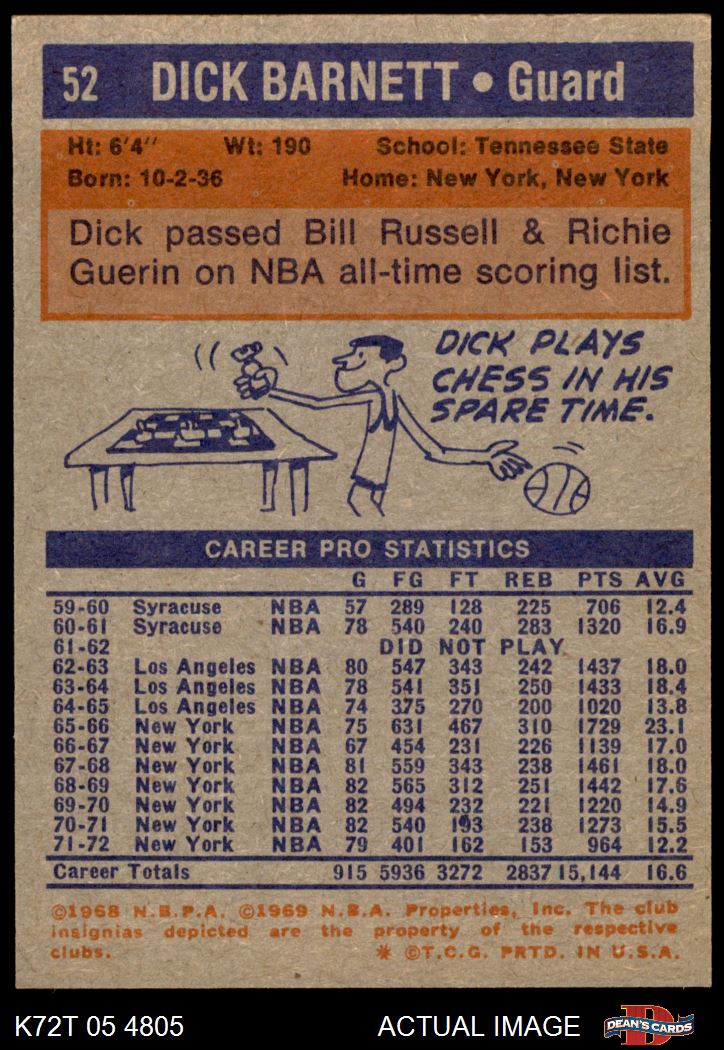 52 DICK BARNETT • Guard
Ht: 6'4" Wt: 190 School: Tennessee State
Born: 10-2-36 Home: New York, New York
Dick passed Bill Russell & Richie
Guerin on NBA all-time scoring list.
DICK PLAYS
CHESS IN HIS
SPARE TIME.
CAREER PRO STATISTICS
G FG FT REB PTS AVG
59-60 Syracuse NBA 57 289 128 225 706 12.4
60-61 Syracuse NBA 78 540 240 283 1320 16.9
61-62 DID NOT PLAY
62-63 Los Angeles NBA 80 547 343 242 1437 18.0
63-64 Los Angeles NBA 78 541 351 250 1433 18.4
64-65 Los Angeles NBA 74 375 270 200 1020 13.8
65-66 New York NBA 75 631 467 310 1729 23.1
66-67 New York NBA 67 454 231 226 1139 17.0
67-68 New York NBA 81 559 343 238 1461 18.0
68-69 New York NBA 82 565 312 251 1442 17.6
69-70 New York NBA 82 494 232 221 1220 14.9
70-71 New York NBA 82 540 193 238 1273 15.5
71-72 New York NBA 79 401 162 153 964 12.2
Career Totals 915 5936 3272 2837 15,144 16.6
©1968 N.B.P.A. ©1969 N.B.A. Properties, Inc. The club
insignias depicted are the property of the respective
clubs. * ©T.C.G. PRTD. IN U.S.A.
K72T 05 4805 ACTUAL IMAGE D DEAN'S CARDS